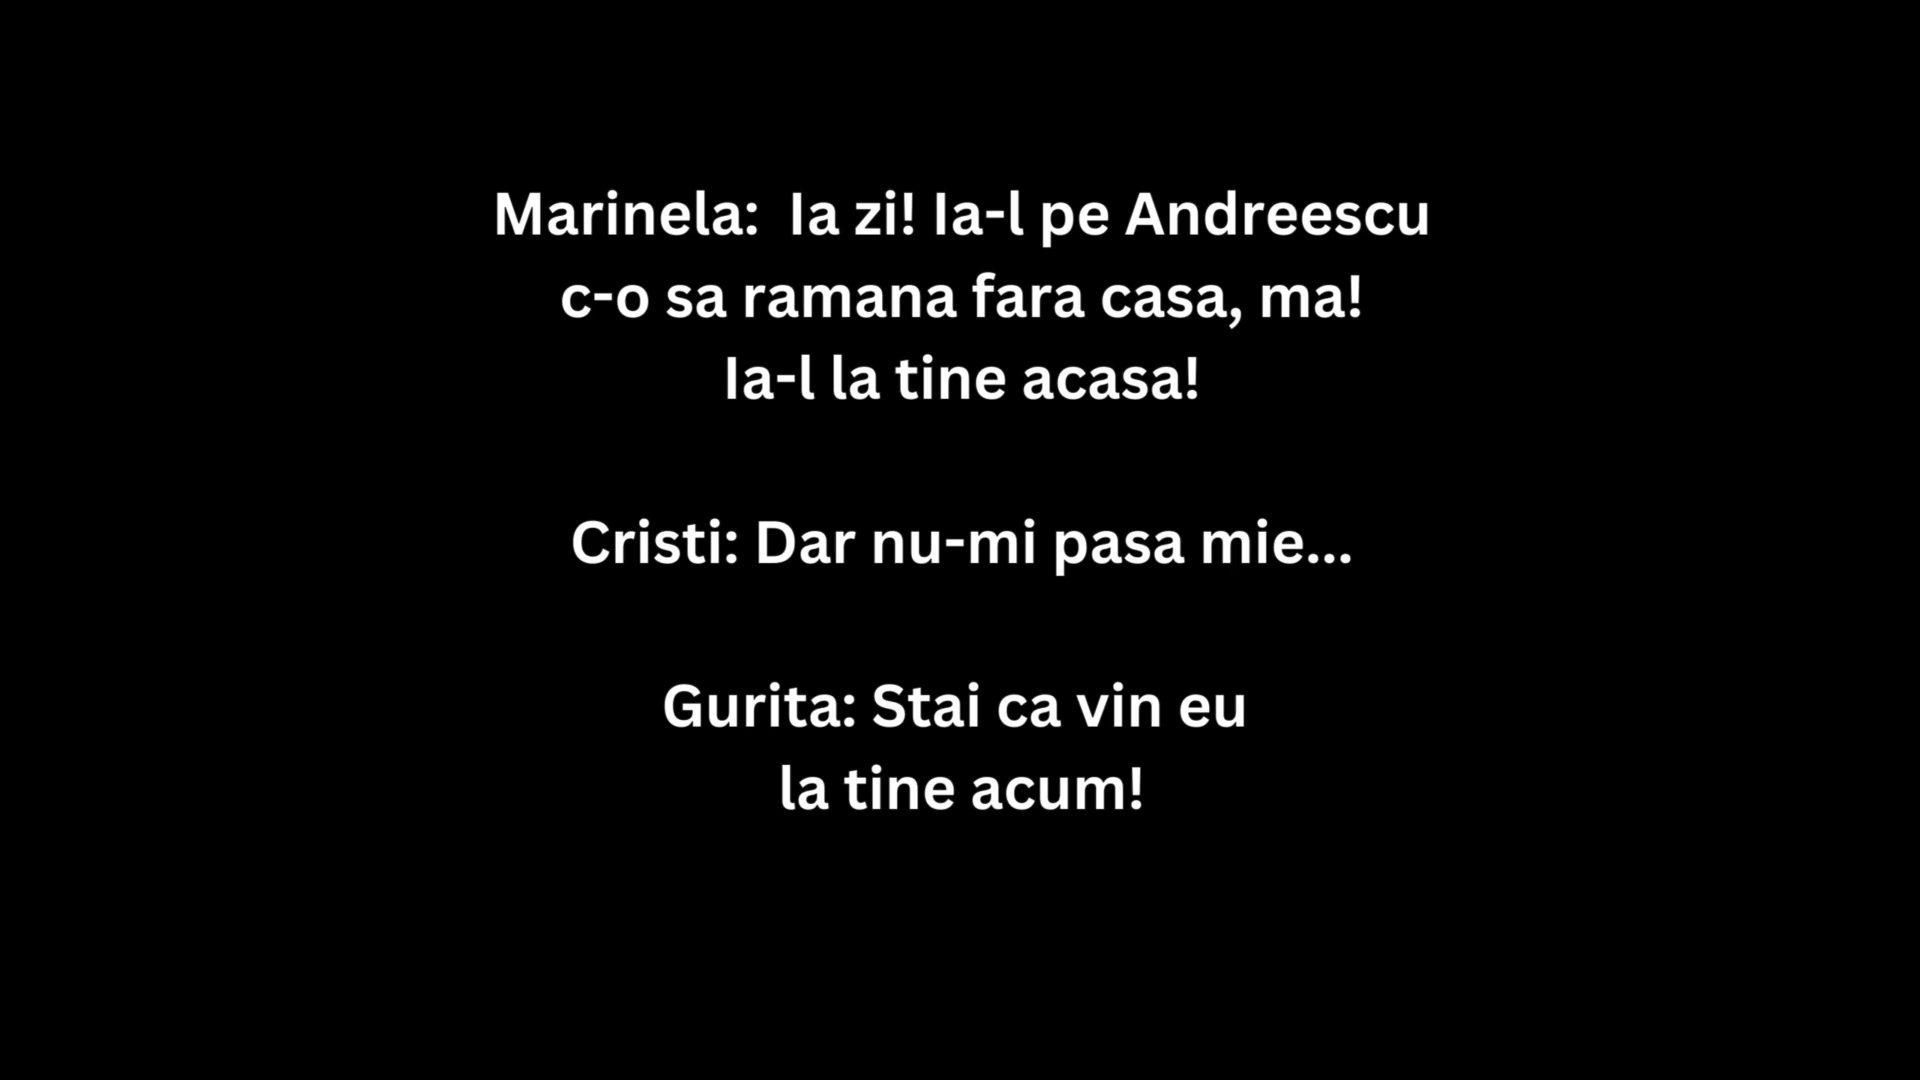 Marinela:  Ia zi! Ia-l pe Andreescu
c-o sa ramana fara casa, ma!
Ia-l la tine acasa!
Cristi: Dar nu-mi pasa mie...
Gurita: Stai ca vin eu
la tine acum!